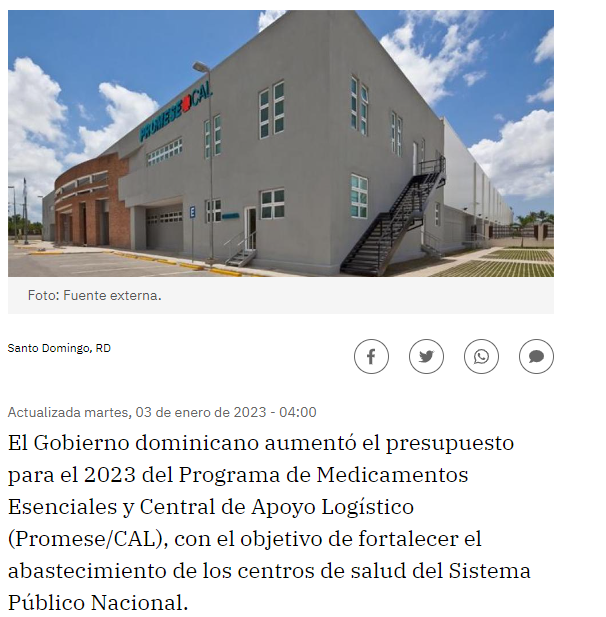 PROMESE CAL
E
Foto: Fuente externa.
Santo Domingo, RD
Actualizada martes, 03 de enero de 2023 - 04:00
El Gobierno dominicano aumentó el presupuesto
para el 2023 del Programa de Medicamentos
Esenciales y Central de Apoyo Logístico
(Promese/CAL), con el objetivo de fortalecer el
abastecimiento de los centros de salud del Sistema
Público Nacional.